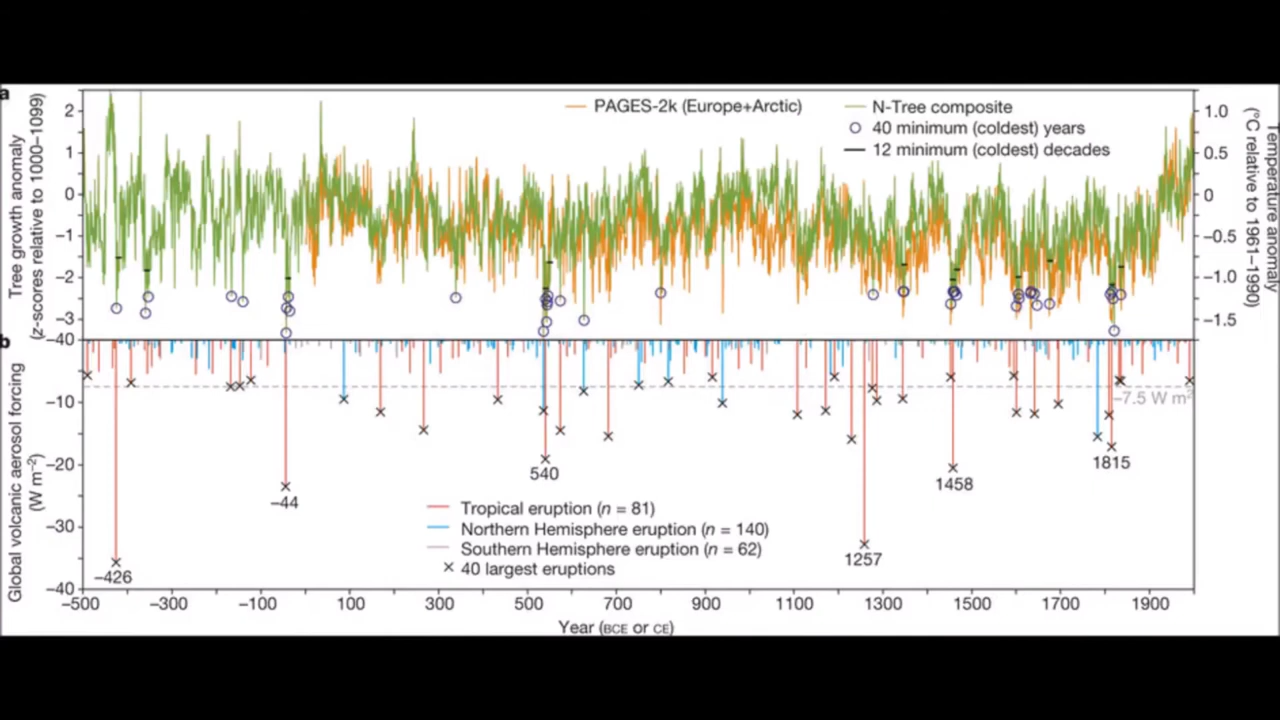 a
Tree growth anomaly
(z-scores relative to 1000–1099)
2
1
0
−1
−2
−3
PAGES-2k (Europe+Arctic)
N-Tree composite
40 minimum (coldest) years
12 minimum (coldest) decades
1.0
0.5
0
−0.5
−1.0
−1.5
Temperature anomaly
(°C relative to 1961–1990)
b
Global volcanic aerosol forcing
(W m−2)
−40
−10
−20
−30
−40
−7.5 W m2
540
−44
−426
1257
1458
1815
Tropical eruption (n = 81)
Northern Hemisphere eruption (n = 140)
Southern Hemisphere eruption (n = 62)
40 largest eruptions
−500 −300 −100 100 300 500 700 900 1100 1300 1500 1700 1900
Year (BCE or CE)